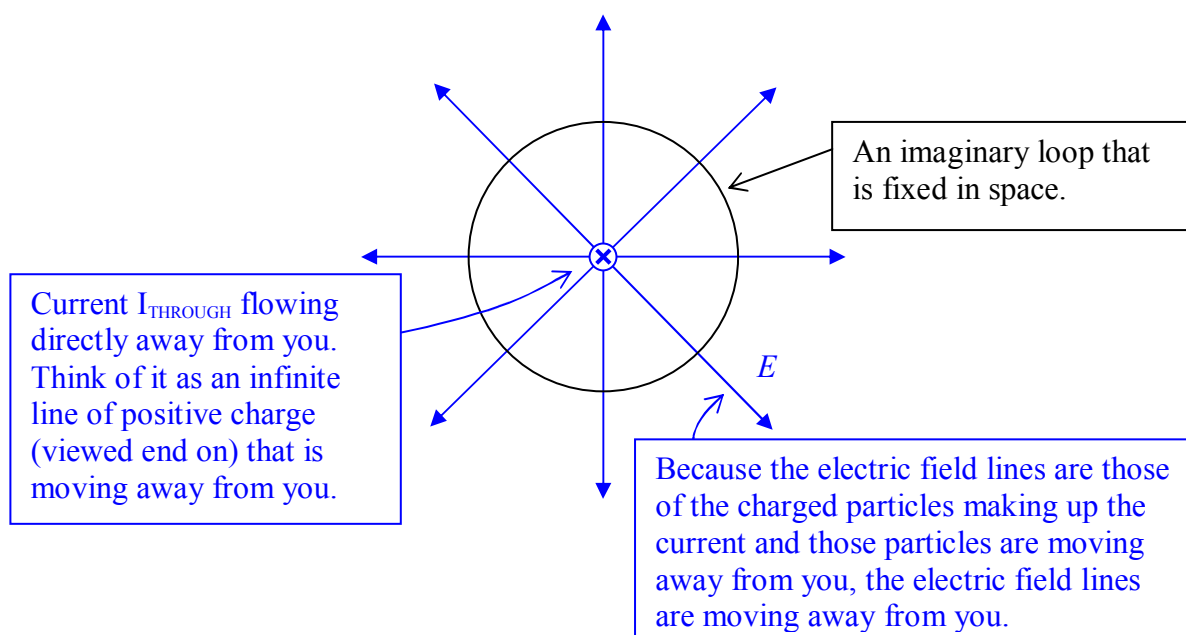 An imaginary loop that
is fixed in space.
Current I_THROUGH flowing
directly away from you.
Think of it as an infinite
line of positive charge
(viewed end on) that is
moving away from you.
E
Because the electric field lines are those
of the charged particles making up the
current and those particles are moving
away from you, the electric field lines
are moving away from you.